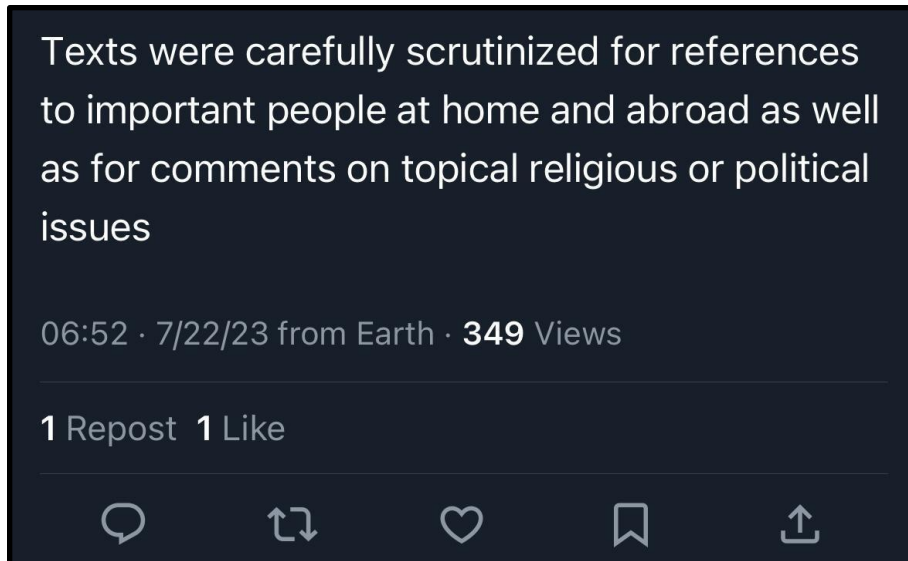 Texts were carefully scrutinized for references
to important people at home and abroad as well
as for comments on topical religious or political
issues
06:52 · 7/22/23 from Earth · 349 Views
1 Repost 1 Like